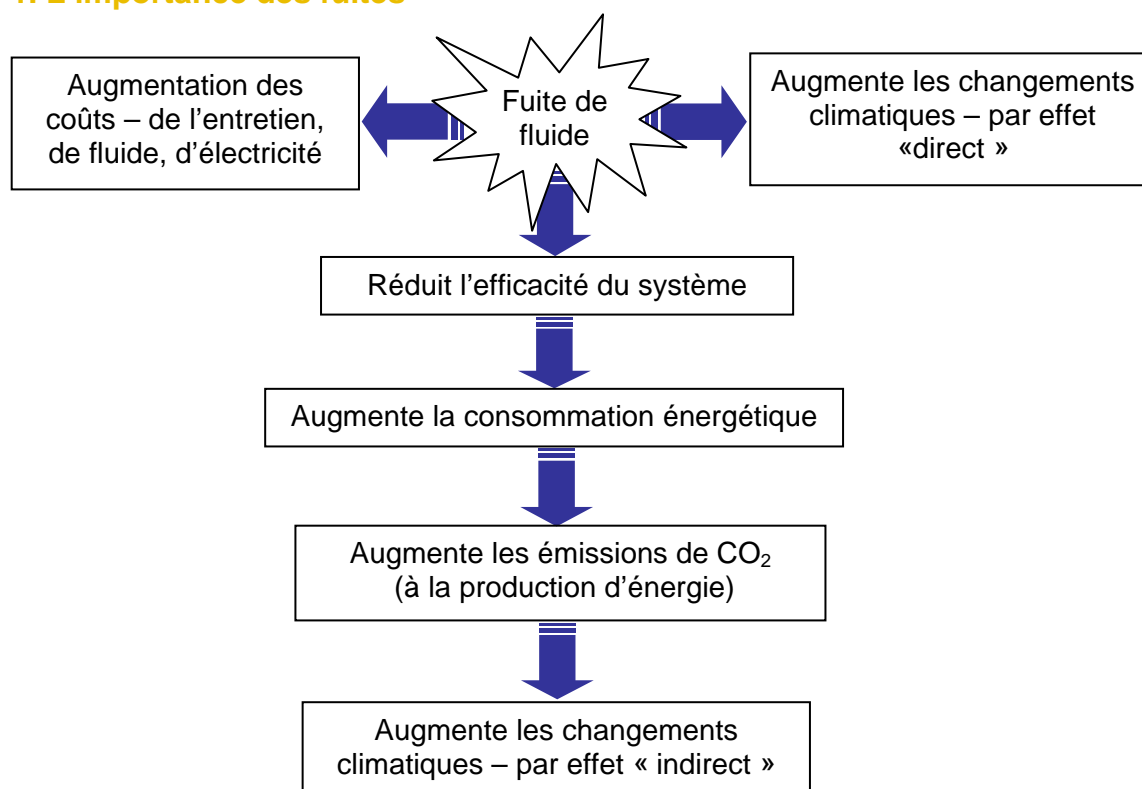 Fuite de
fluide
Augmentation des
coûts – de l’entretien,
de fluide, d’électricité
Augmente les changements
climatiques – par effet
«direct »
Réduit l’efficacité du système
Augmente la consommation énergétique
Augmente les émissions de CO₂
(à la production d’énergie)
Augmente les changements
climatiques – par effet « indirect »